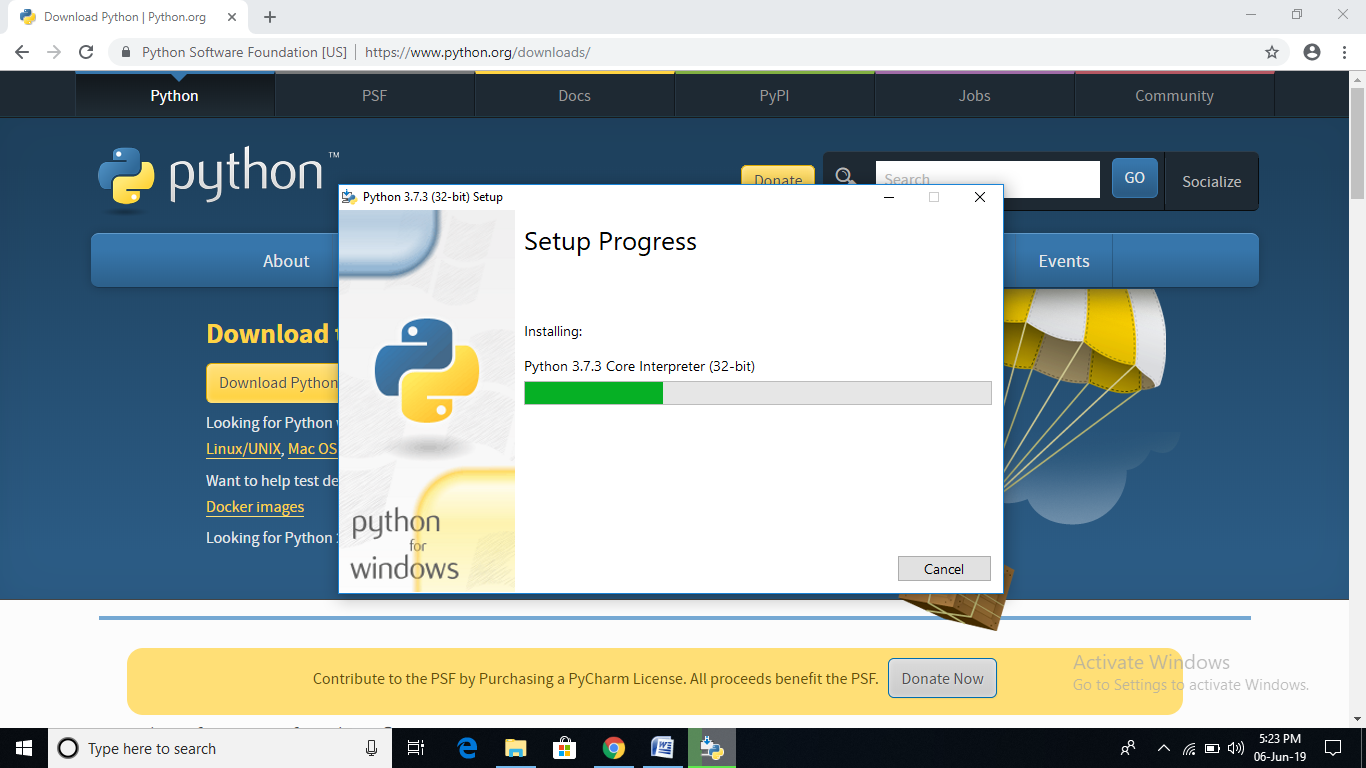 Download Python | Python.org
Python Software Foundation [US] | https://www.python.org/downloads/
Python PSF Docs PyPI Jobs Community
python™
Donate Search GO Socialize
Python 3.7.3 (32-bit) Setup
Setup Progress
About Events
Download
Installing:
Python 3.7.3 Core Interpreter (32-bit)
Download Python
Looking for Python
Linux/UNIX, Mac OS
Want to help test
Docker images
Looking for Python
python
for
windows
Cancel
Contribute to the PSF by Purchasing a PyCharm License. All proceeds benefit the PSF. Donate Now
Activate Windows
Go to Settings to activate Windows.
Type here to search
5:23 PM
06-Jun-19